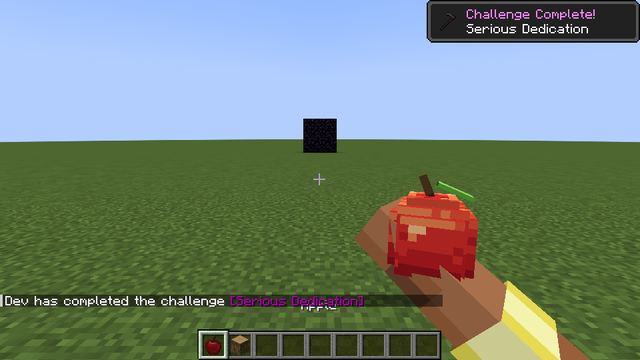 Challenge Complete!
Serious Dedication
Dev has completed the challenge [Serious Dedication]
Apple